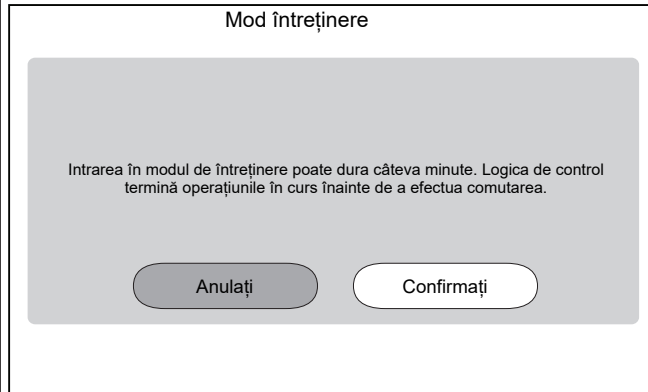 Mod întreținere
Intrarea în modul de întreținere poate dura câteva minute. Logica de control
termină operațiunile în curs înainte de a efectua comutarea.
Anulați
Confirmați